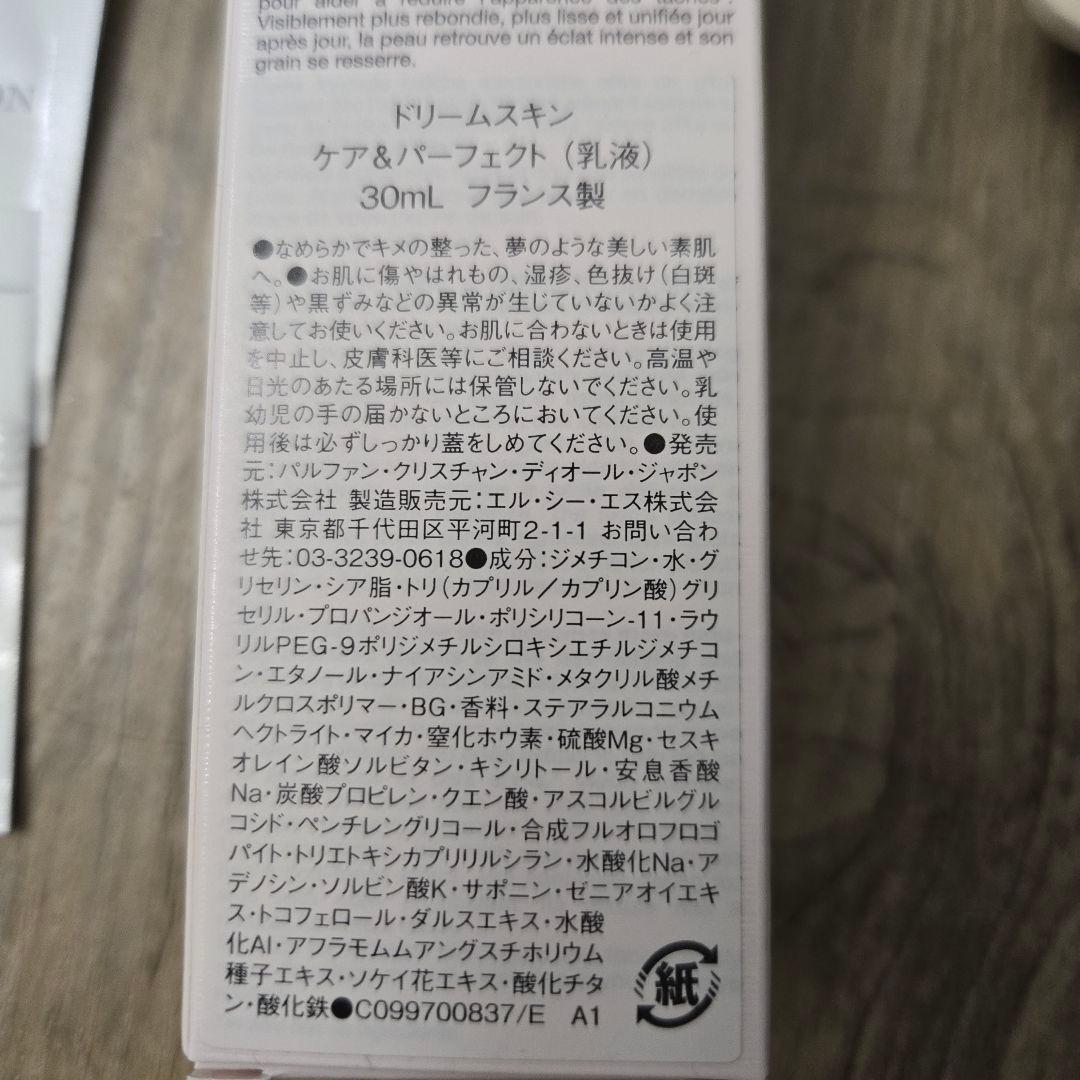 pour aider à réduire l'apparence des taches*.
Visiblement plus rebondie, plus lisse et unifiée jour
après jour, la peau retrouve un éclat intense et son
grain se resserre.
ON
ドリームスキン
ケア&パーフェクト（乳液）
30mL フランス製
●なめらかでキメの整った、夢のような美しい素肌
へ。●お肌に傷やはれもの、湿疹、色抜け（白斑
等）や黒ずみなどの異常が生じていないかよく注
意してお使いください。お肌に合わないときは使用
を中止し、皮膚科医等にご相談ください。高温や
日光のあたる場所には保管しないでください。乳
幼児の手の届かないところにおいてください。使
用後は必ずしっかり蓋をしめてください。●発売
元：パルファン・クリスチャン・ディオール・ジャポン
株式会社 製造販売元：エル・シー・エス株式会
社 東京都千代田区平河町2-1-1 お問い合わ
せ先：03-3239-0618●成分：ジメチコン・水・グ
リセリン・シア脂・トリ（カプリル／カプリン酸）グリ
セリル・プロパンジオール・ポリシリコーン-11・ラウ
リルPEG-9ポリジメチルシロキシエチルジメチコ
ン・エタノール・ナイアシンアミド・メタクリル酸メチ
ルクロスポリマー・BG・香料・ステアラルコニウム
ヘクトライト・マイカ・窒化ホウ素・硫酸Mg・セスキ
オレイン酸ソルビタン・キシリトール・安息香酸
Na・炭酸プロピレン・クエン酸・アスコルビルグル
コシド・ペンチレングリコール・合成フルオロフロゴ
パイト・トリエトキシカプリリルシラン・水酸化Na・ア
デノシン・ソルビン酸K・サポニン・ゼニアオイエキ
ス・トコフェロール・ダルスエキス・水酸
化Al・アフラモムムアングスチホリウム
種子エキス・ソケイ花エキス・酸化チタ
ン・酸化鉄●C099700837/E A1
紙